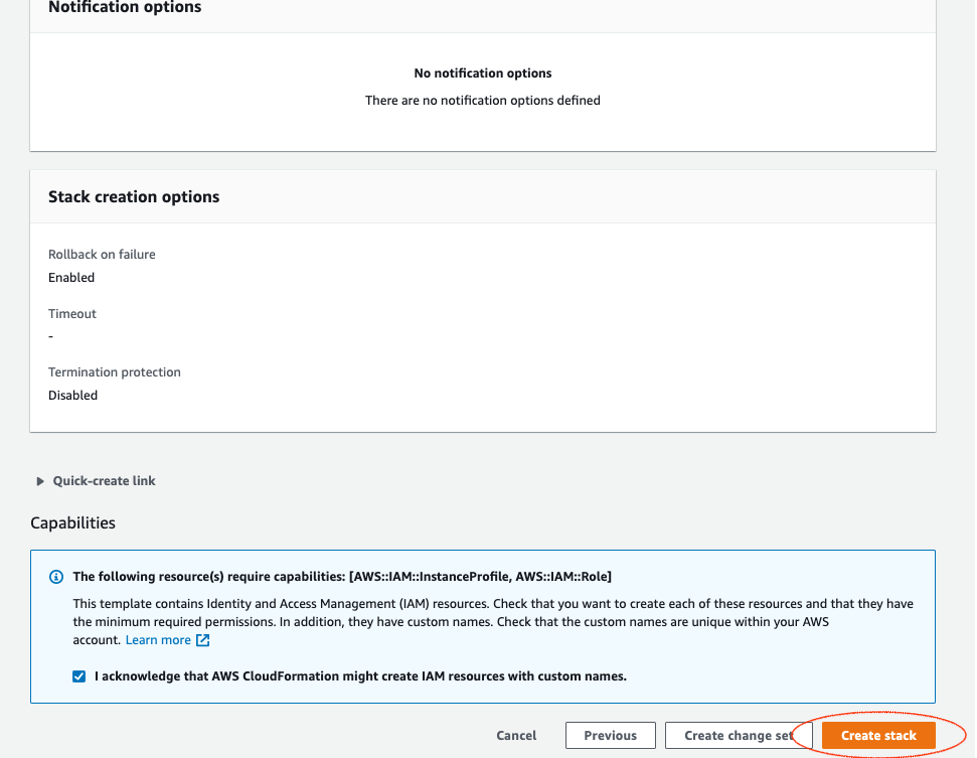 Notification options
No notification options
There are no notification options defined
Stack creation options
Rollback on failure
Enabled
Timeout
-
Termination protection
Disabled
Quick-create link
Capabilities
The following resource(s) require capabilities: [AWS::IAM::InstanceProfile, AWS::IAM::Role]
This template contains Identity and Access Management (IAM) resources. Check that you want to create each of these resources and that they have
the minimum required permissions. In addition, they have custom names. Check that the custom names are unique within your AWS
account. Learn more
I acknowledge that AWS CloudFormation might create IAM resources with custom names.
Cancel Previous Create change set Create stack